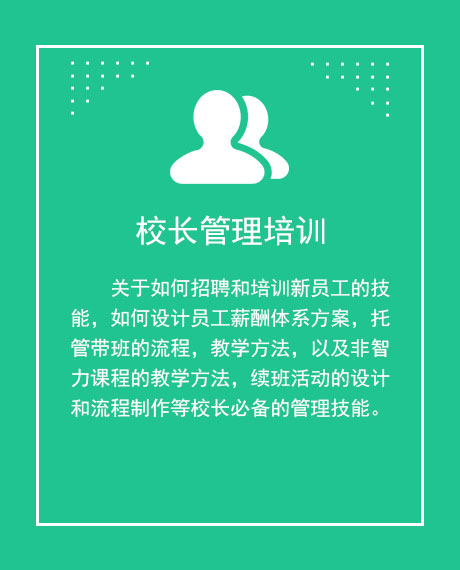 校长管理培训
关于如何招聘和培训新员工的技
能，如何设计员工薪酬体系方案，托
管带班的流程，教学方法，以及非智
力课程的教学方法，续班活动的设计
和流程制作等校长必备的管理技能。